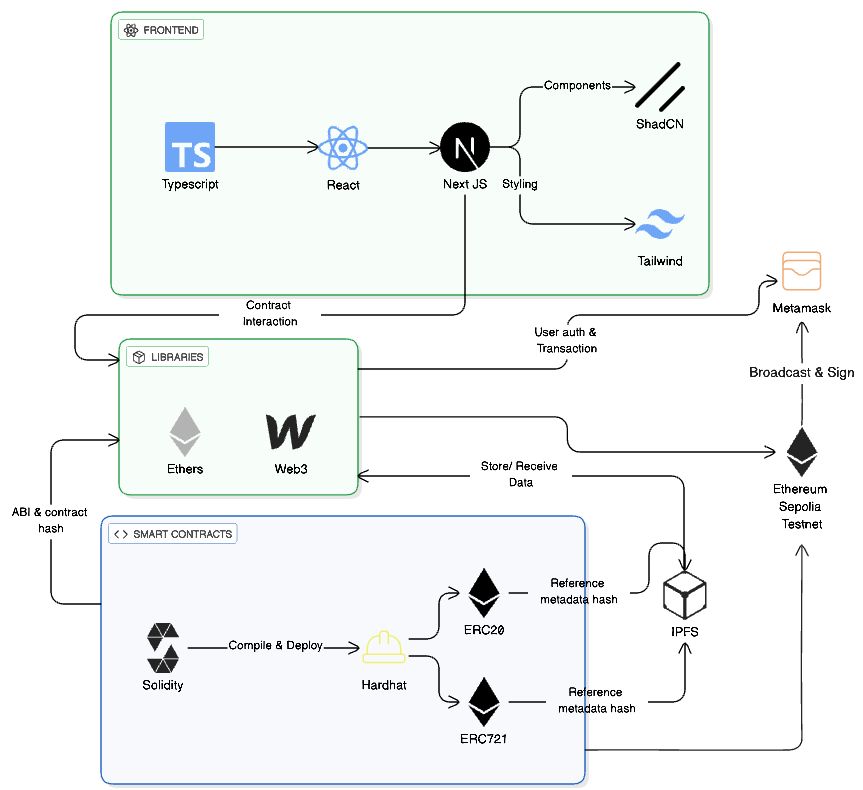 FRONTEND
TS
Typescript
React
N
Next JS
Components
Styling
ShadCN
Tailwind
Contract
Interaction
Metamask
User auth &
Transaction
LIBRARIES
Ethers
W
Web3
Broadcast & Sign
Store/ Receive
Data
Ethereum
Sepolia
Testnet
ABI & contract
hash
SMART CONTRACTS
Solidity
Compile & Deploy
Hardhat
ERC20
Reference
metadata hash
IPFS
ERC721
Reference
metadata hash